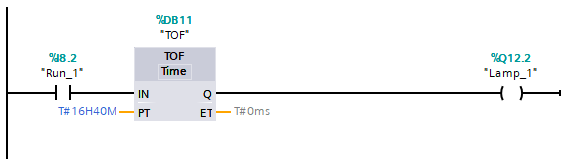 %DB11
"TOF"
%I8.2
"Run_1"
TOF
Time
%Q12.2
"Lamp_1"
IN
Q
T#16H40M
PT
ET
T#0ms